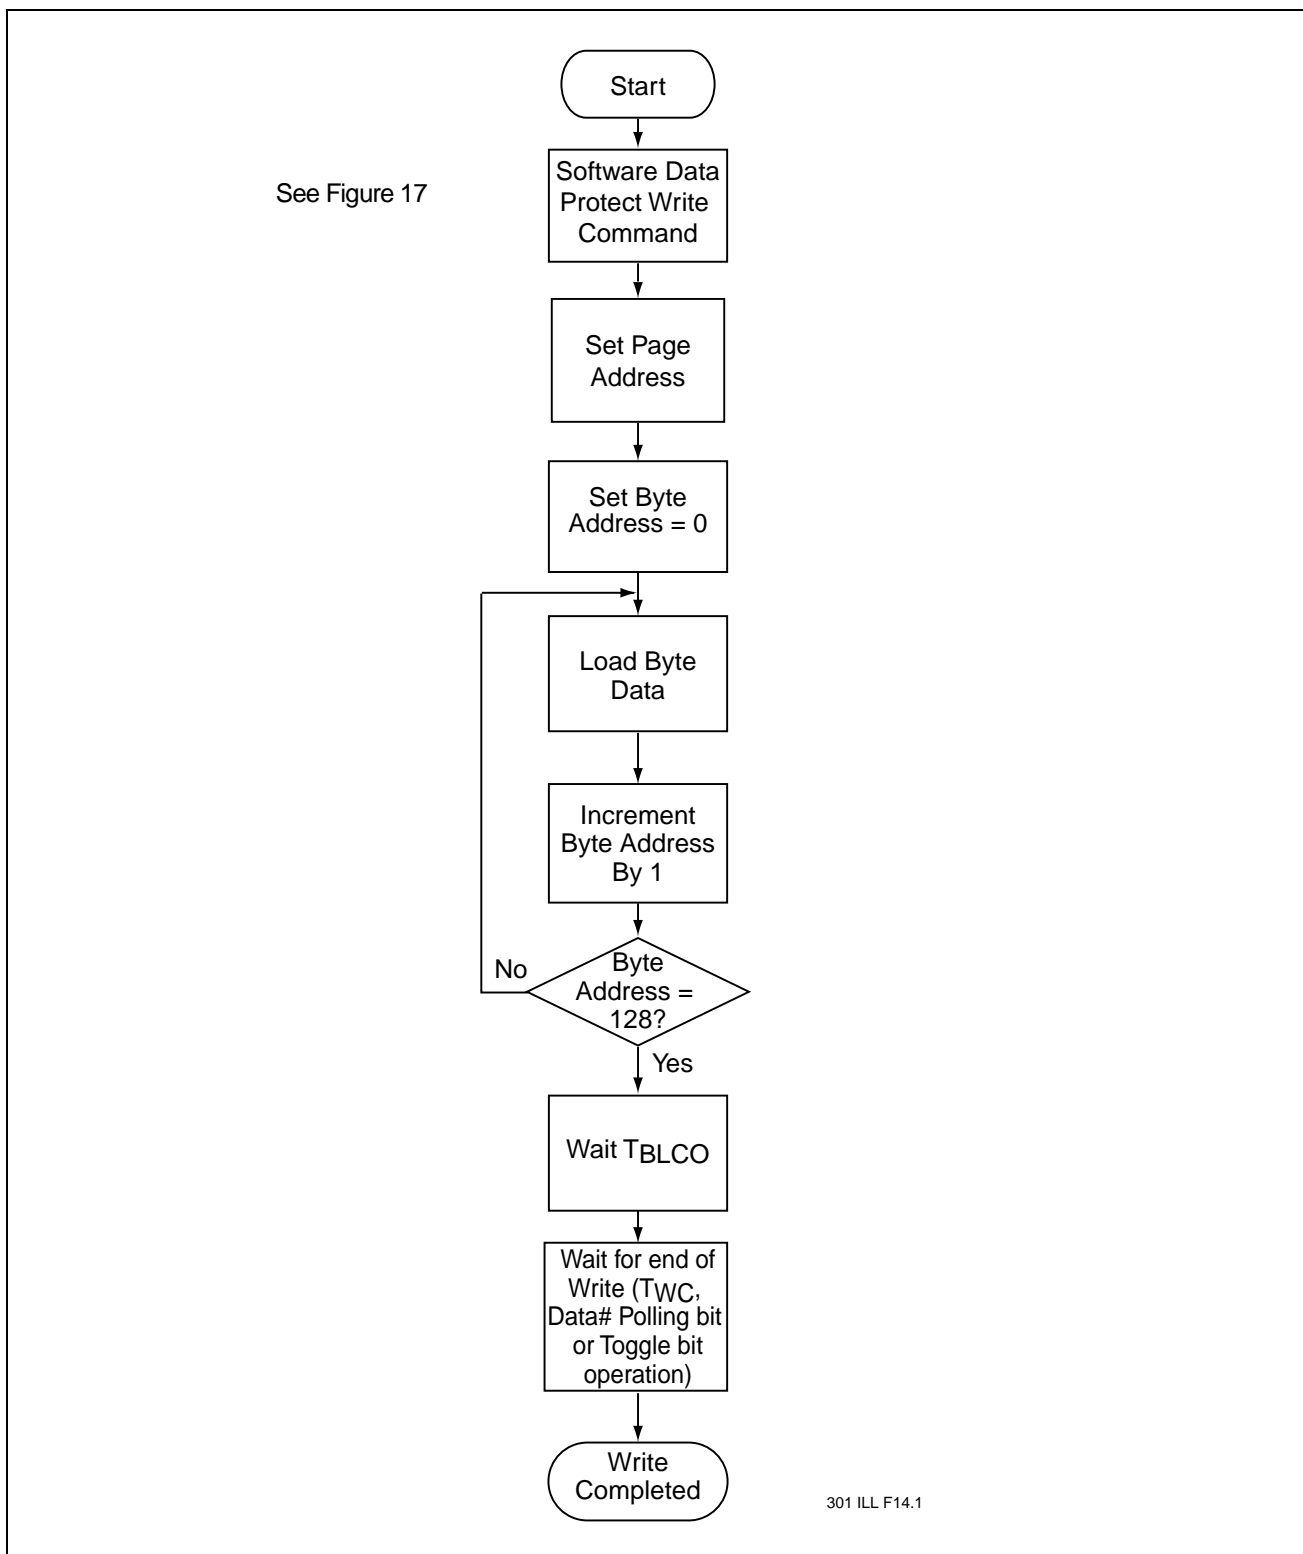 Start
See Figure 17
Software Data
Protect Write
Command
Set Page
Address
Set Byte
Address = 0
Load Byte
Data
Increment
Byte Address
By 1
No
Byte
Address =
128?
Yes
Wait TBLCO
Wait for end of
Write (TWC,
Data# Polling bit
or Toggle bit
operation)
Write
Completed
301 ILL F14.1